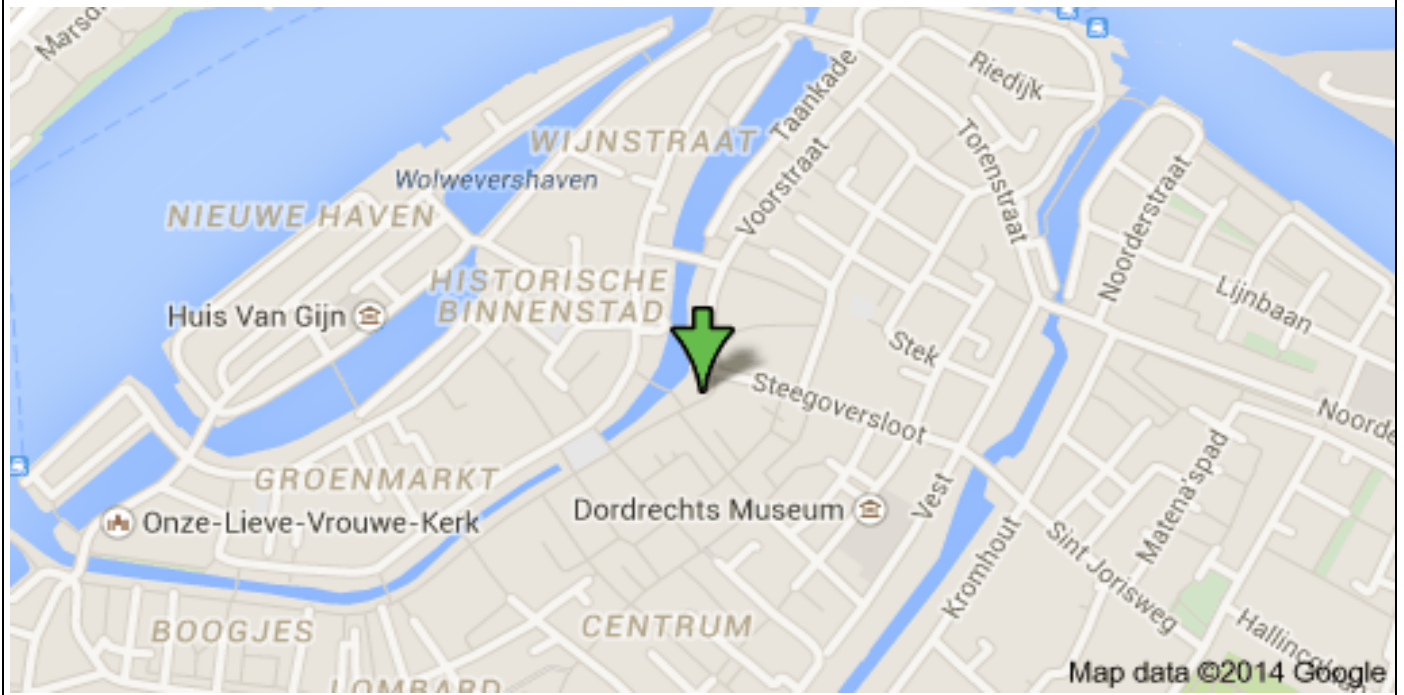 Marsd
Riedijk
Taankade
WIJNSTRAAT
Torenstraat
Wolwevershaven
Voorstraat
NIEUWE HAVEN
Noorderstraat
HISTORISCHE
BINNENSTAD
Lijnbaan
Huis Van Gijn
Stek
Steegoversloot
Noorde
GROENMARKT
Matena'spad
Vest
Dordrechts Museum
Onze-Lieve-Vrouwe-Kerk
Kromhout
Sint Jorisweg
BOOGJES
CENTRUM
LOMBARD
Map data ©2014 Google